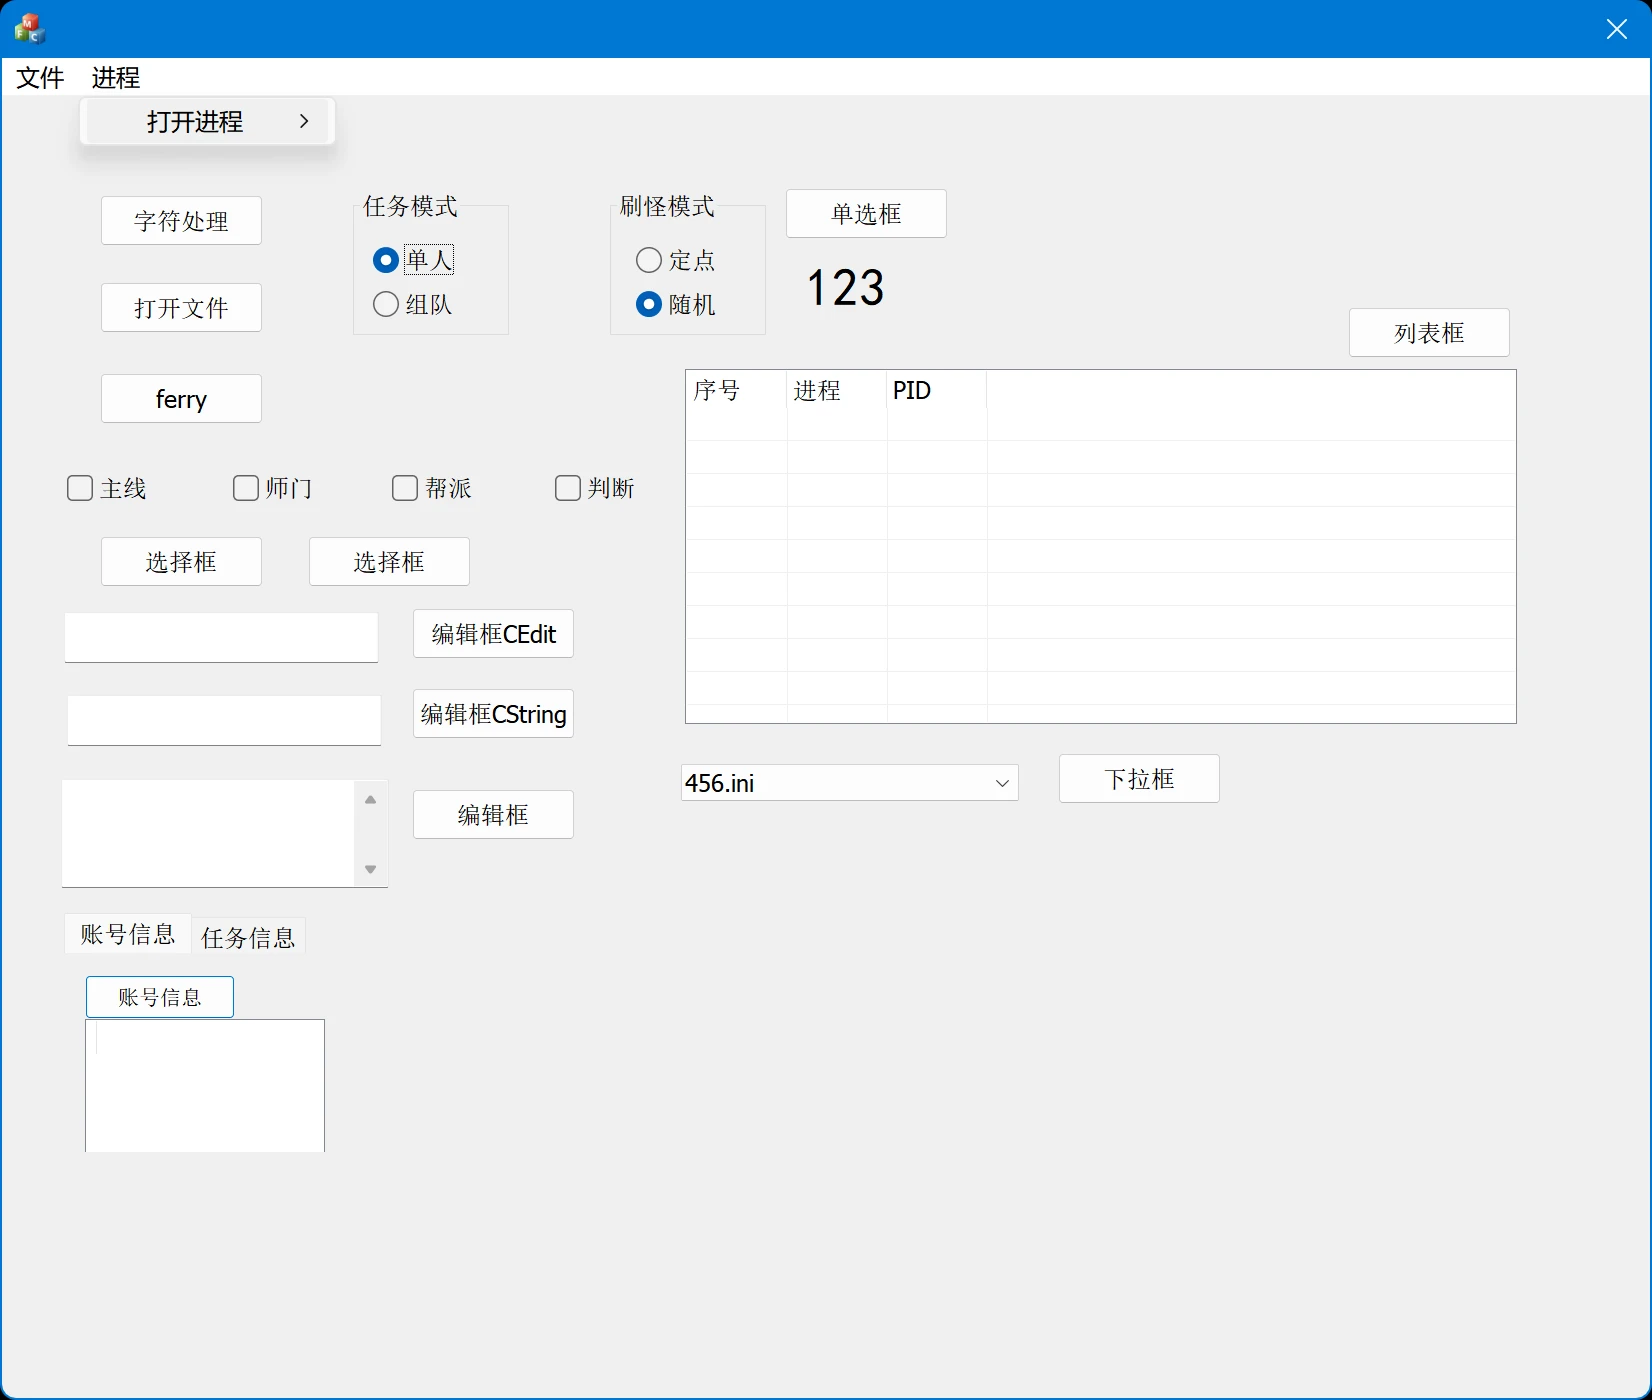 文件 进程
打开进程
字符处理
任务模式
单人
组队
刷怪模式
定点
随机
单选框
123
打开文件
列表框
ferry
序号 进程 PID
主线 师门 帮派 判断
选择框 选择框
编辑框CEdit
编辑框CString
456.ini
下拉框
编辑框
账号信息 任务信息
账号信息